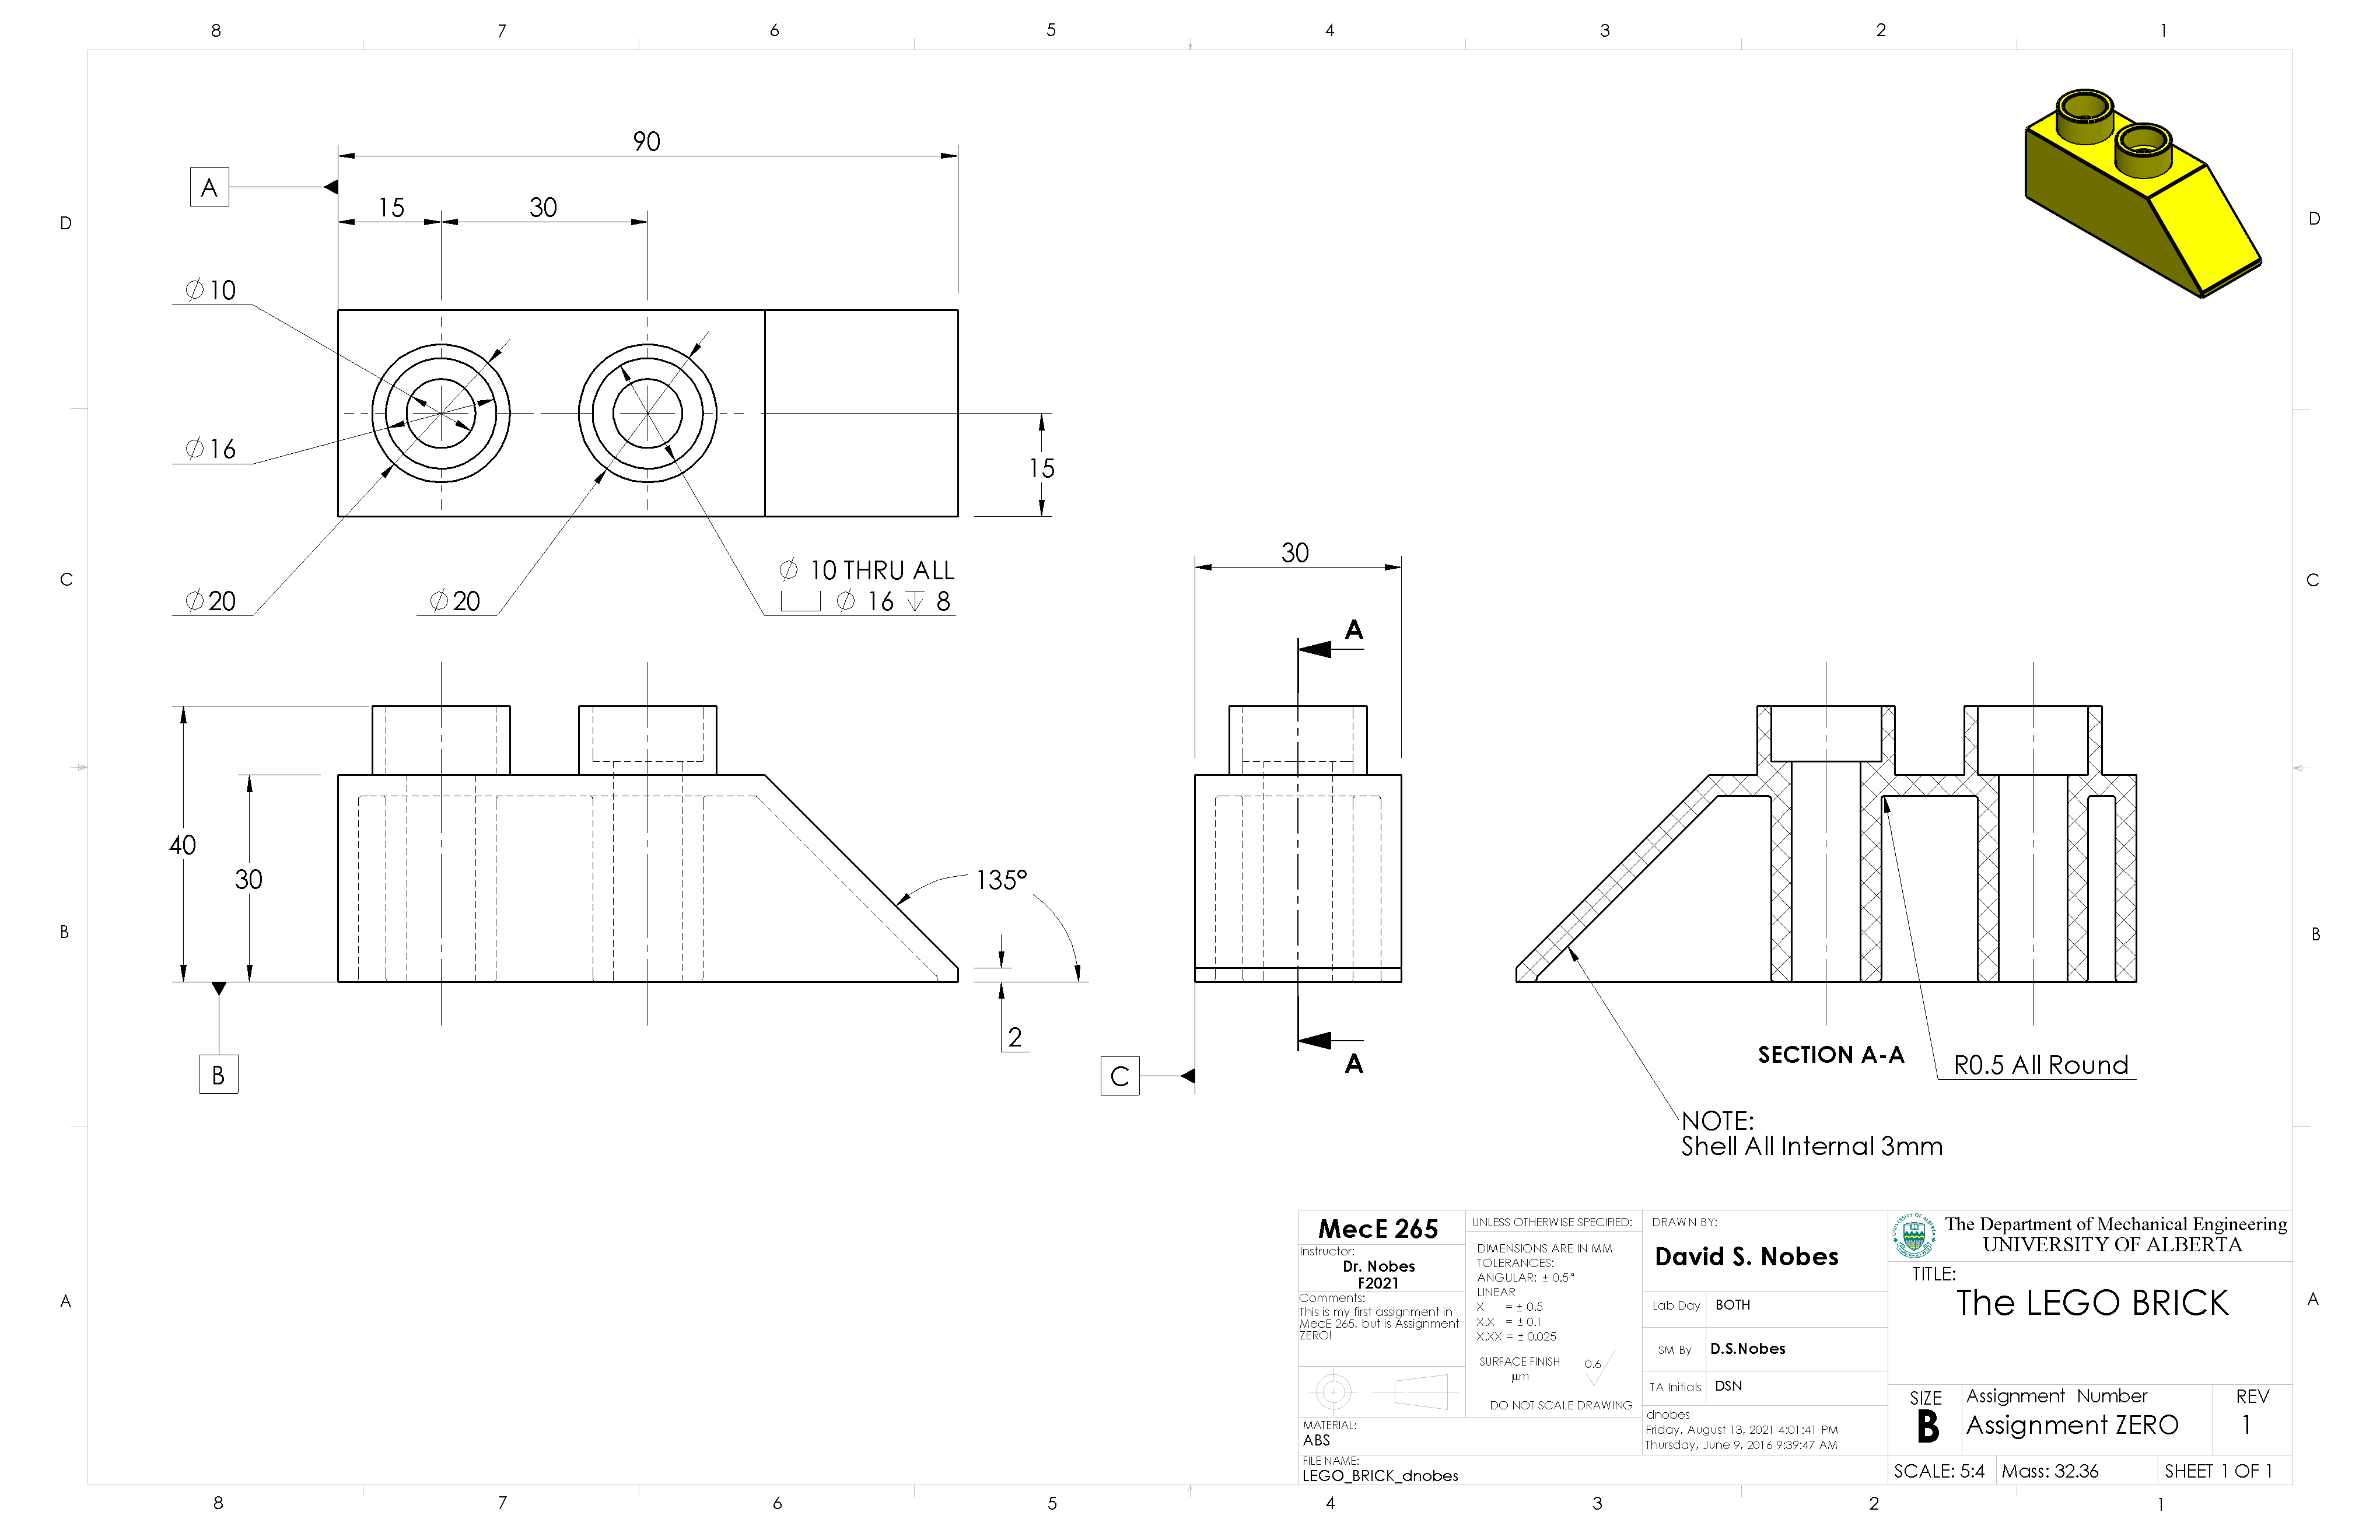 8 7 6 5 4 3 2 1
D
D
C
C
B
B
A
A
90
A
15
30
∅10
∅16
15
∅ 10 THRU ALL
∅20
∅20
⌴ ∅ 16 ↧ 8
30
A
40
30
135°
2
B
C
A
SECTION A-A
R0.5 All Round
NOTE:
Shell All Internal 3mm
MecE 265
Instructor:
Dr. Nobes
F2021
Comments:
This is my first assignment in
MecE 265, but is Assignment
ZERO!
MATERIAL:
ABS
FILE NAME:
LEGO_BRICK_dnobes
UNLESS OTHERWISE SPECIFIED:
DIMENSIONS ARE IN MM
TOLERANCES:
ANGULAR: ± 0.5°
LINEAR
X = ± 0.5
X.X = ± 0.1
X.XX = ± 0.025
SURFACE FINISH 0.6
µm
DO NOT SCALE DRAWING
DRAWN BY:
David S. Nobes
Lab Day BOTH
SM By D.S.Nobes
TA Initials DSN
dnobes
Friday, August 13, 2021 4:01:41 PM
Thursday, June 9, 2016 9:39:47 AM
UNIVERSITY OF ALBERTA
The Department of Mechanical Engineering
UNIVERSITY OF ALBERTA
TITLE:
The LEGO BRICK
SIZE
B
Assignment Number
Assignment ZERO
REV
1
SCALE: 5:4
Mass: 32.36
SHEET 1 OF 1
8 7 6 5 4 3 2 1